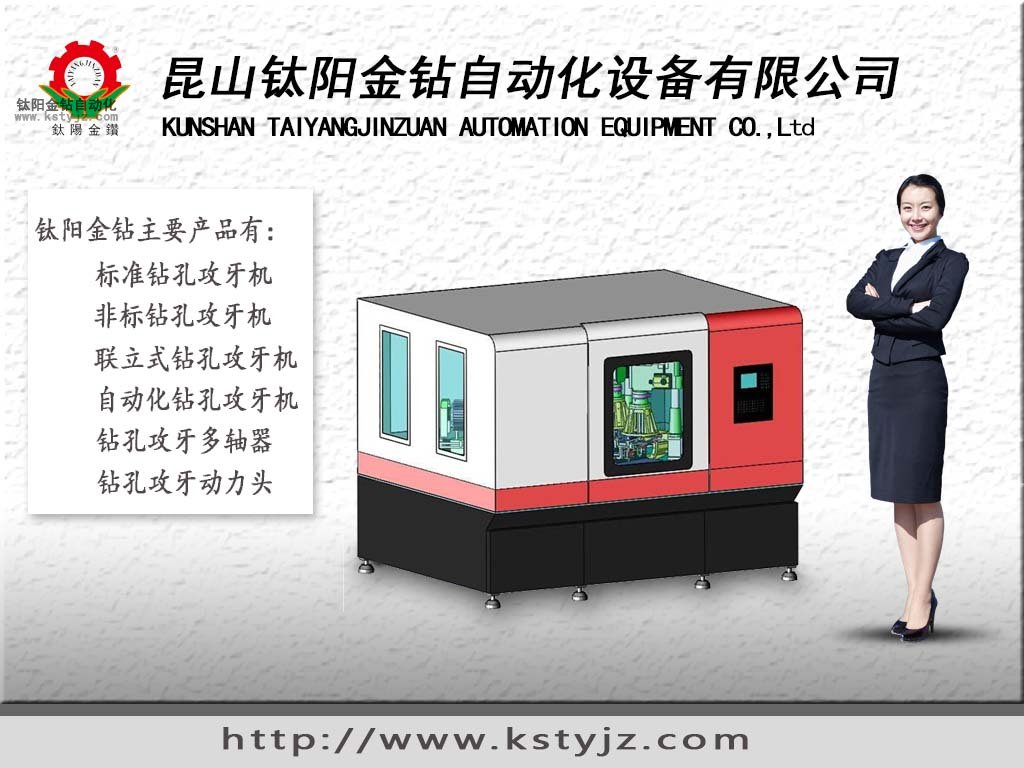 钛阳金钻自动化
www.kstyjz.com
鈦陽金鑽
昆山钛阳金钻自动化设备有限公司
KUNSHAN TAIYANGJINZUAN AUTOMATION EQUIPMENT CO.,Ltd
钛阳金钻主要产品有：
标准钻孔攻牙机
非标钻孔攻牙机
联立式钻孔攻牙机
自动化钻孔攻牙机
钻孔攻牙多轴器
钻孔攻牙动力头
http://www.kstyjz.com